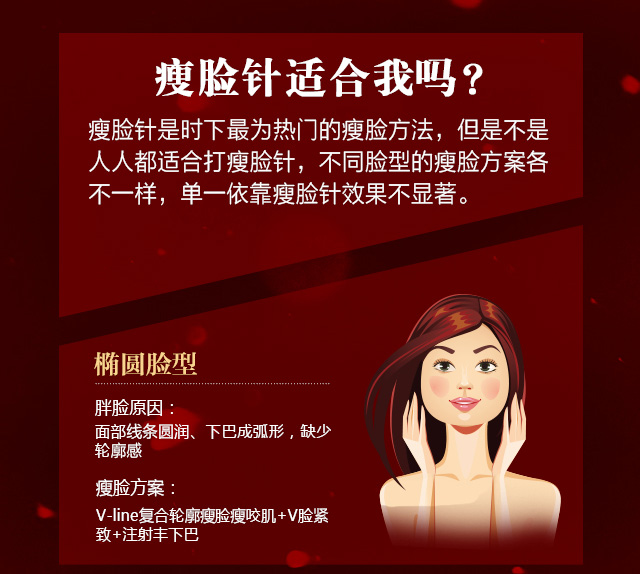 瘦脸针适合我吗？
瘦脸针是时下最为热门的瘦脸方法，但是不是
人人都适合打瘦脸针，不同脸型的瘦脸方案各
不一样，单一依靠瘦脸针效果不显著。
椭圆脸型
胖脸原因：
面部线条圆润、下巴成弧形，缺少
轮廓感
瘦脸方案：
V-line复合轮廓瘦脸瘦咬肌+V脸紧
致+注射丰下巴